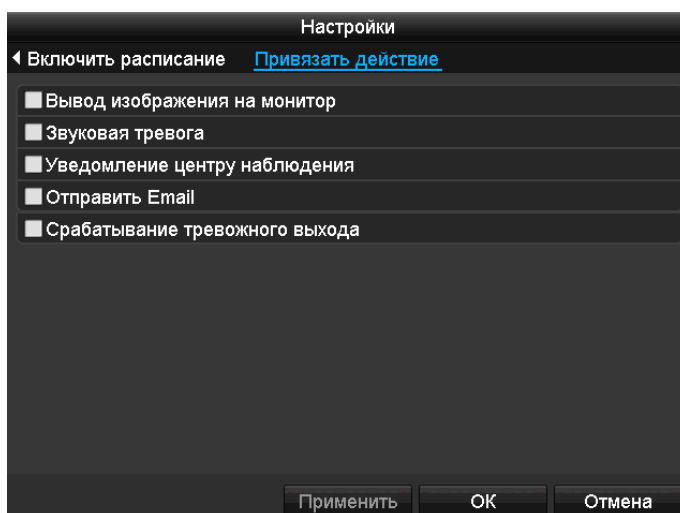 Настройки
Включить расписание Привязать действие
Вывод изображения на монитор
Звуковая тревога
Уведомление центру наблюдения
Отправить Email
Срабатывание тревожного выхода
Применить ОК Отмена